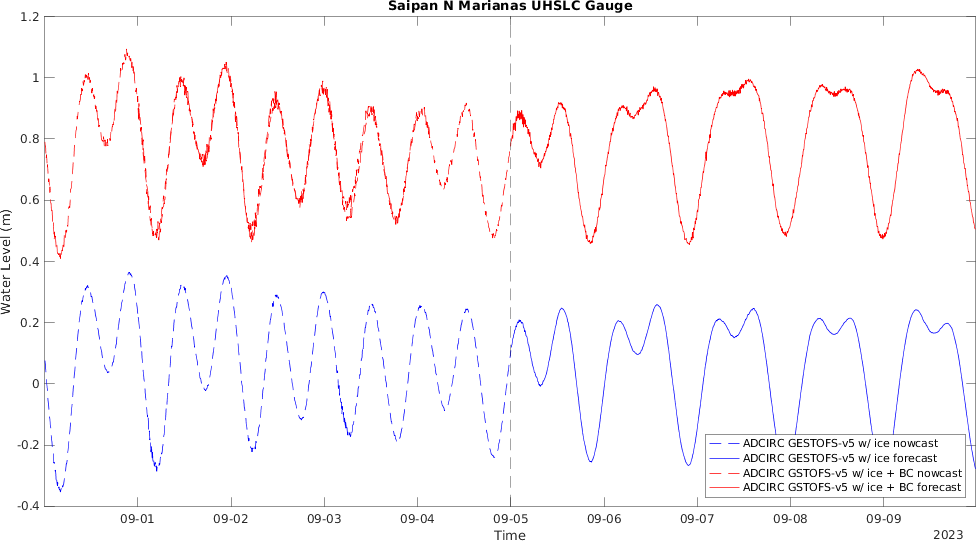 Saipan N Marianas UHSLC Gauge
1.2
1
0.8
0.6
0.4
0.2
0
-0.2
-0.4
Water Level (m)
09-01 09-02 09-03 09-04 09-05 09-06 09-07 09-08 09-09
Time
2023
ADCIRC GESTOFS-v5 w/ ice nowcast
ADCIRC GESTOFS-v5 w/ ice forecast
ADCIRC GSTOFS-v5 w/ ice + BC nowcast
ADCIRC GSTOFS-v5 w/ ice + BC forecast